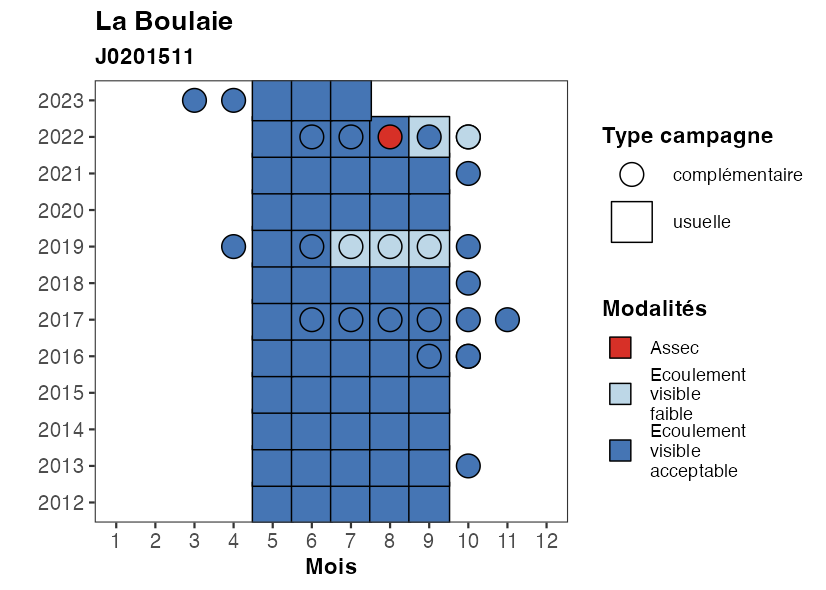 La Boulaie
J0201511
2023
2022
2021
2020
2019
2018
2017
2016
2015
2014
2013
2012
1 2 3 4 5 6 7 8 9 10 11 12
Mois
Type campagne
complémentaire
usuelle
Modalités
Assec
Ecoulement
visible
faible
Ecoulement
visible
acceptable